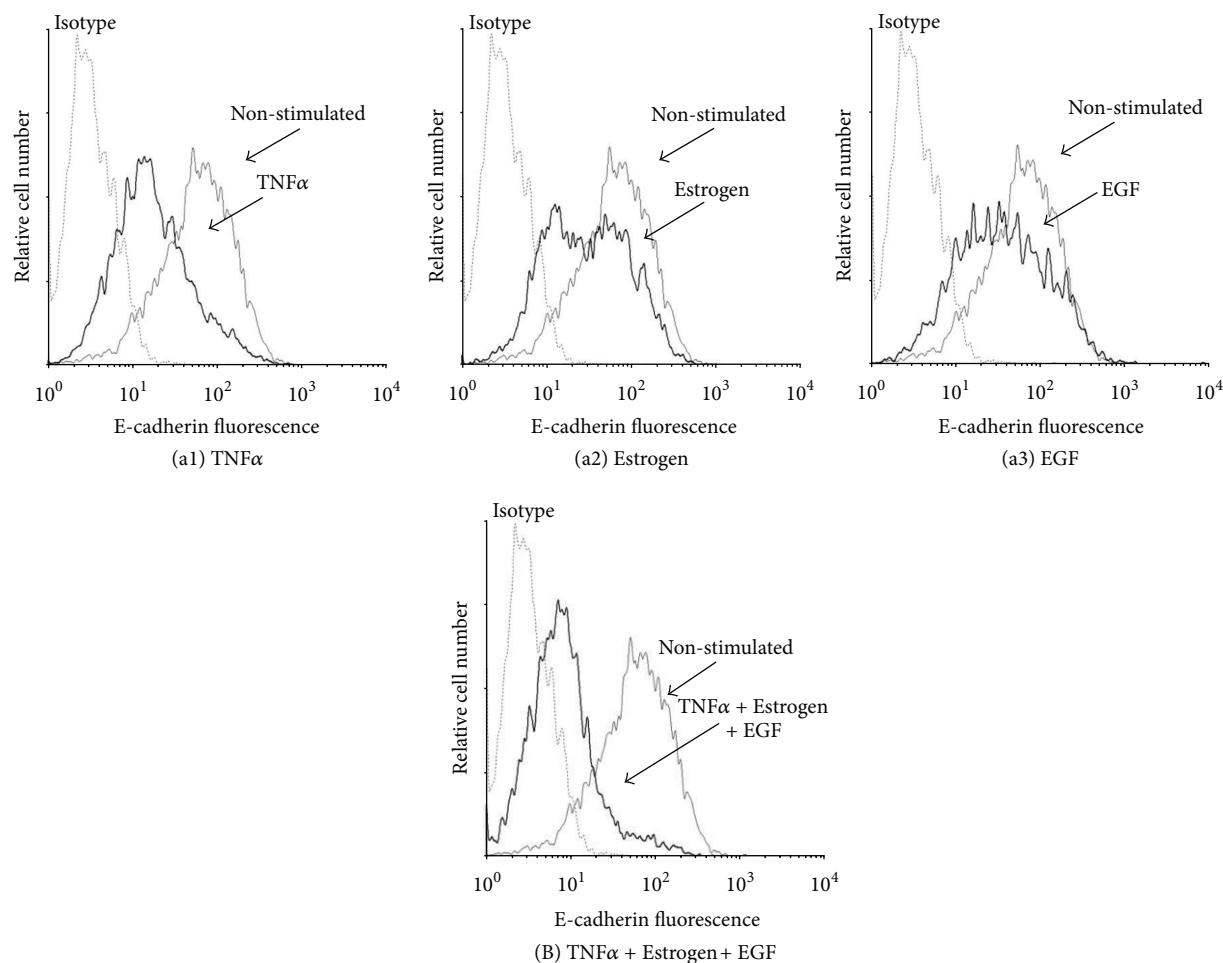 Isotype
Non-stimulated
TNFα
Relative cell number
10^0 10^1 10^2 10^3 10^4
E-cadherin fluorescence
(a1) TNFα
Isotype
Non-stimulated
Estrogen
Relative cell number
10^0 10^1 10^2 10^3 10^4
E-cadherin fluorescence
(a2) Estrogen
Isotype
Non-stimulated
EGF
Relative cell number
10^0 10^1 10^2 10^3 10^4
E-cadherin fluorescence
(a3) EGF
Isotype
Non-stimulated
TNFα + Estrogen
+ EGF
Relative cell number
10^0 10^1 10^2 10^3 10^4
E-cadherin fluorescence
(B) TNFα + Estrogen + EGF